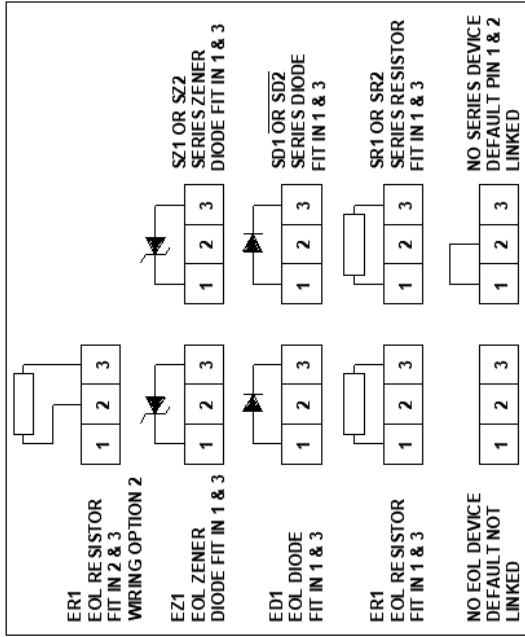 ER1
EOL RESISTOR
FIT IN 2 & 3
WIRING OPTION 2
1 2 3
EZ1
EOL ZENER
DIODE FIT IN 1 & 3
1 2 3
SZ1 OR SZ2
SERIES ZENER
DIODE FIT IN 1 & 3
1 2 3
ED1
EOL DIODE
FIT IN 1 & 3
1 2 3
SD1 OR SD2
SERIES DIODE
FIT IN 1 & 3
1 2 3
ER1
EOL RESISTOR
FIT IN 1 & 3
1 2 3
SR1 OR SR2
SERIES RESISTOR
FIT IN 1 & 3
1 2 3
NO EOL DEVICE
DEFAULT NOT
LINKED
1 2 3
NO SERIES DEVICE
DEFAULT PIN 1 & 2
LINKED
1 2 3